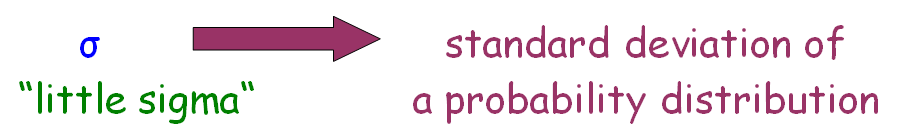 σ
"little sigma"
standard deviation of
a probability distribution